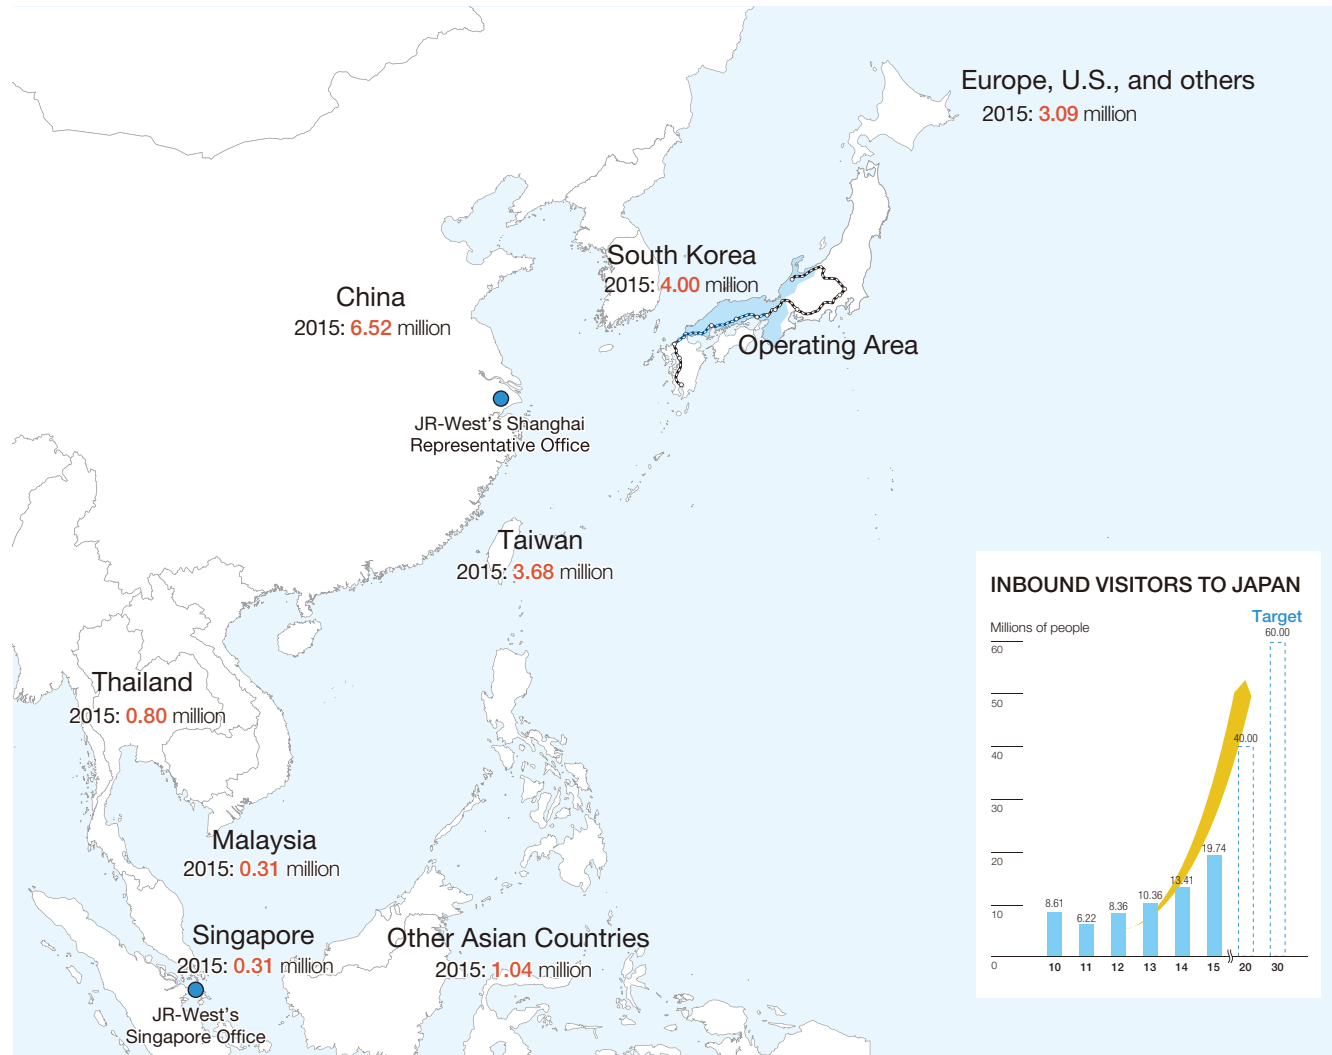 Europe, U.S., and others
2015: 3.09 million
South Korea
2015: 4.00 million
China
2015: 6.52 million
Operating Area
JR-West's Shanghai
Representative Office
Taiwan
2015: 3.68 million
Thailand
2015: 0.80 million
Malaysia
2015: 0.31 million
Singapore
2015: 0.31 million
JR-West's
Singapore Office
Other Asian Countries
2015: 1.04 million
INBOUND VISITORS TO JAPAN
Millions of people
Target
60.00
60
50
40.00
40
30
20
19.74
13.41
10.36
10
8.61
6.22
8.36
0
10 11 12 13 14 15 20 30